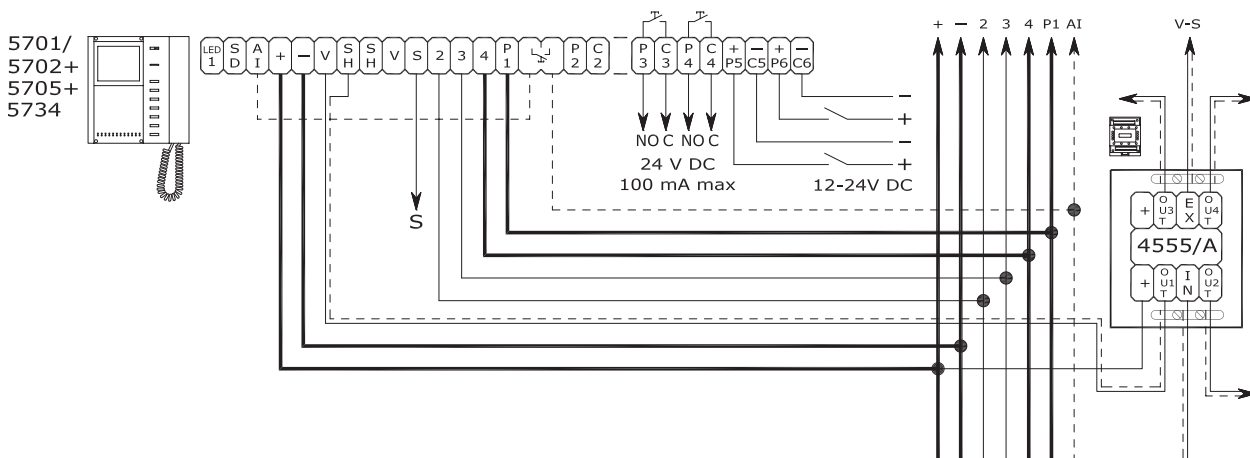 + − 2 3 4 P1 AI
V-S
5701/
5702+
5705+
5734
LED 1
SD
AI
+
−
V
SH
SH
V
S
2
3
4
P1
P2
C2
P3
C3
P4
C4
+P5
−C5
+P6
−C6
NO C NO C
24 V DC
100 mA max
−
+
−
+
12-24V DC
S
+
OUT3
EX
OUT4
4555/A
+
OUT1
IN
OUT2